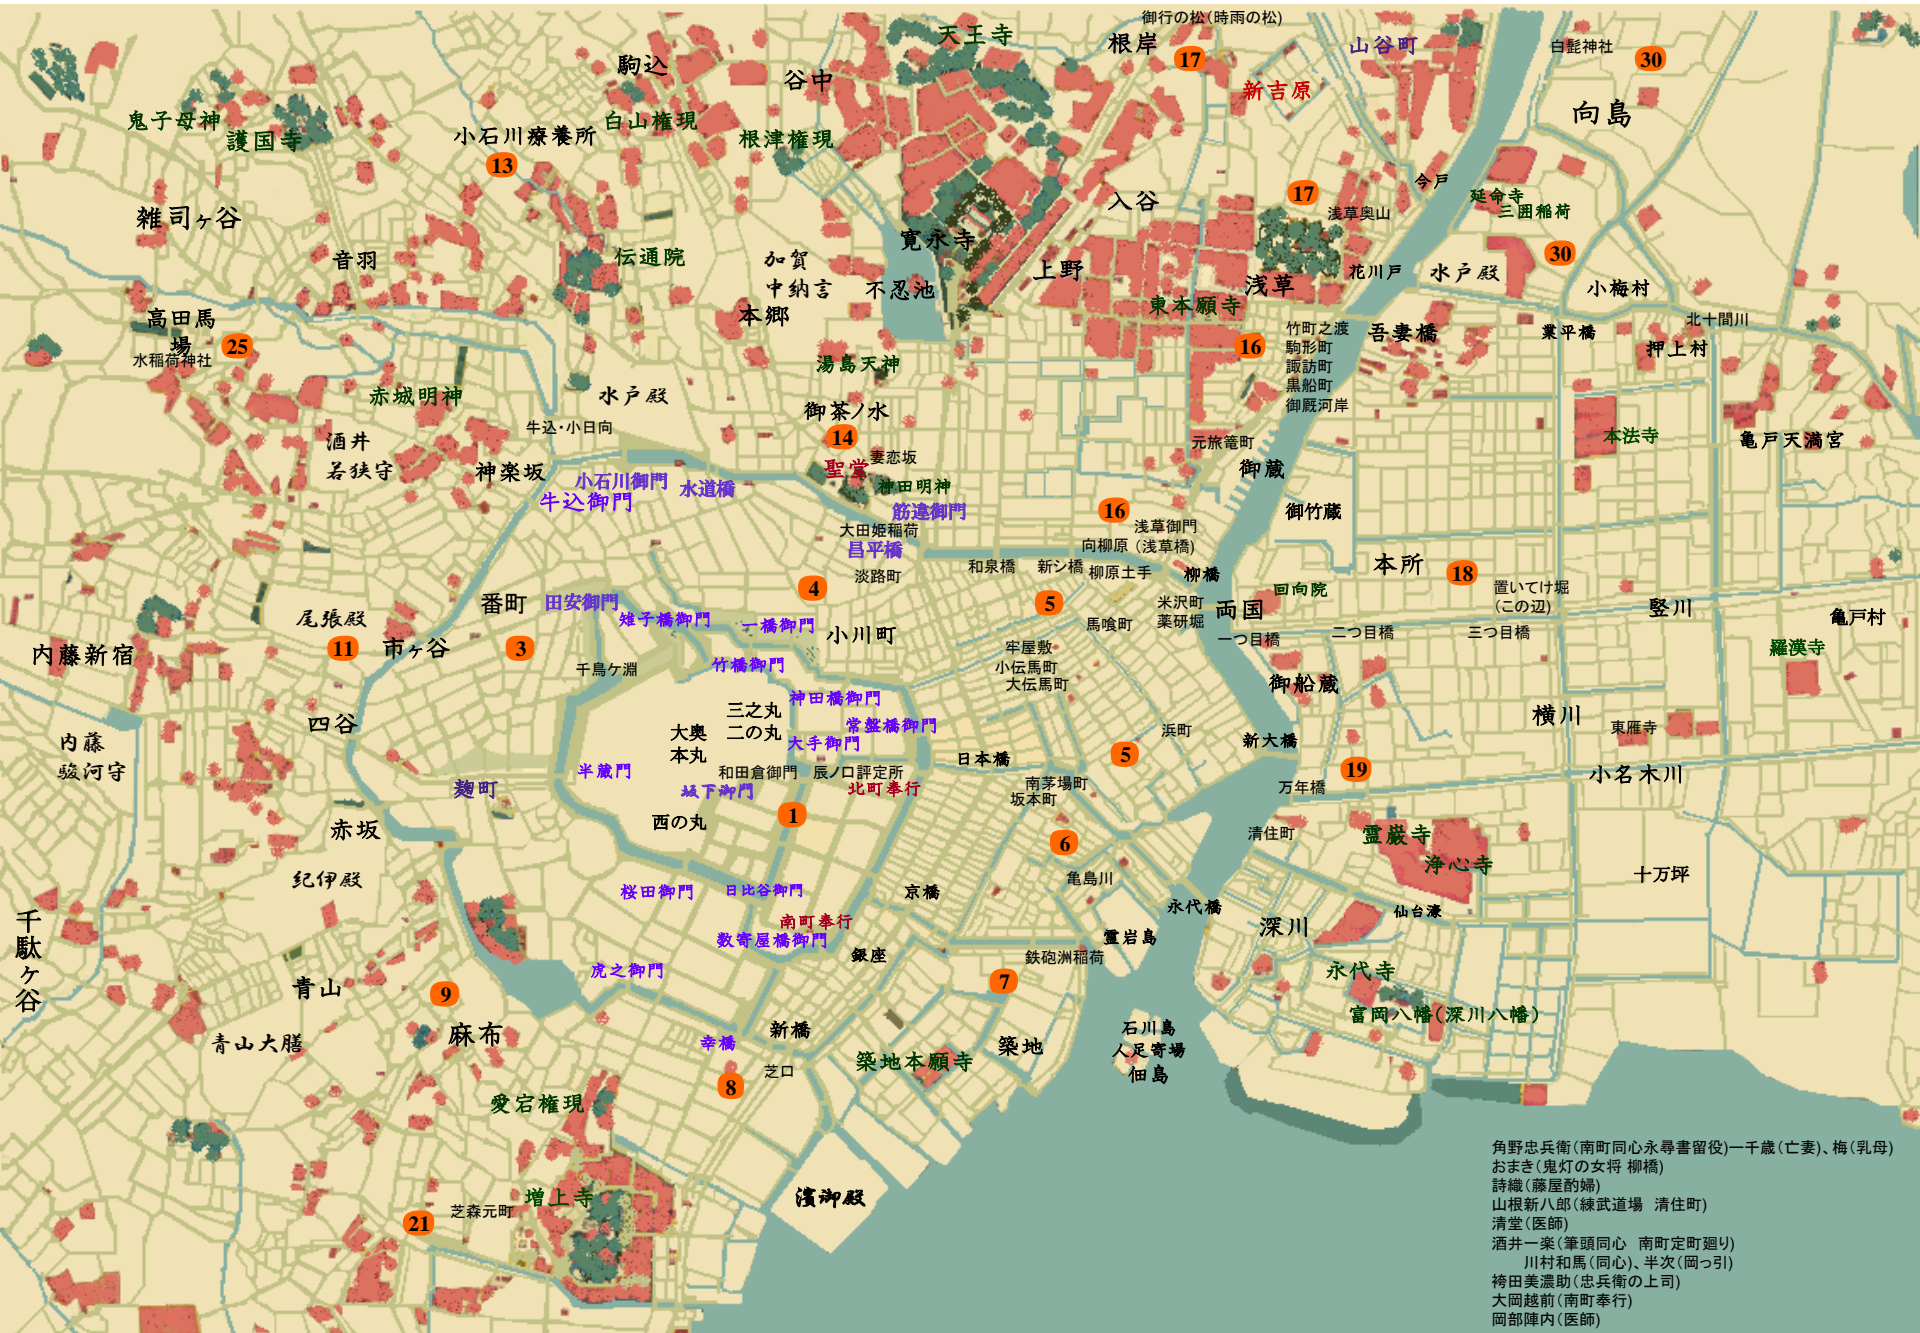 御行の松(時雨の松)
根岸
17
天王寺
山谷町
白髭神社
30
駒込
谷中
新吉原
向島
鬼子母神
護国寺
小石川療養所
13
白山権現
根津権現
入谷
17
浅草奥山
今戸
延命寺
三囲稲荷
雑司ヶ谷
音羽
伝通院
加賀
中納言
本郷
寛永寺
不忍池
上野
浅草
花川戸
水戸殿
30
小梅村
東本願寺
高田馬
場
25
水稲荷神社
湯島天神
16
竹町之渡
駒形町
諏訪町
黒船町
御厩河岸
吾妻橋
業平橋
押上村
北十間川
赤城明神
水戸殿
御茶ノ水
14
牛込・小日向
酒井
若狭守
神楽坂
小石川御門
牛込御門
水道橋
聖堂
妻恋坂
神田明神
筋違御門
元旅篭町
御蔵
本法寺
亀戸天満宮
大田姫稲荷
昌平橋
淡路町
16
浅草御門
向柳原
(浅草橋)
御竹蔵
和泉橋
新シ橋
柳原土手
柳橋
本所
18
置いてけ堀
(この辺)
回向院
4
5
番町
田安御門
雉子橋御門
一橋御門
小川町
馬喰町
米沢町
薬研堀
両国
一つ目橋
二つ目橋
三つ目橋
竪川
亀戸村
羅漢寺
尾張殿
11
市ヶ谷
3
内藤新宿
千鳥ケ淵
竹橋御門
牢屋敷
小伝馬町
大伝馬町
御船蔵
神田橋御門
三之丸
二の丸
大奥
本丸
常盤橋御門
大手御門
四谷
浜町
新大橋
横川
東雁寺
内藤
駿河守
半蔵門
和田倉御門
辰ノ口評定所
日本橋
5
19
小名木川
麹町
坂下御門
北町奉行
南茅場町
坂本町
万年橋
赤坂
西の丸
1
6
清住町
霊巌寺
浄心寺
紀伊殿
桜田御門
日比谷御門
京橋
亀島川
永代橋
十万坪
仙台濠
千駄ヶ谷
南町奉行
数寄屋橋御門
銀座
霊岩島
深川
鉄砲洲稲荷
虎之御門
青山
9
7
永代寺
麻布
青山大膳
富岡八幡(深川八幡)
幸橋
新橋
芝口
8
築地本願寺
築地
石川島
人足寄場
佃島
愛宕権現
増上寺
芝森元町
21
濱御殿
角野忠兵衛(南町同心永尋書留役)ー千歳(亡妻)、梅(乳母)
おまき(鬼灯の女将 柳橋)
詩織(藤屋酌婦)
山根新八郎(練武道場　清住町)
清堂(医師)
酒井一楽(筆頭同心　南町定町廻り)
川村和馬(同心)、半次(岡っ引)
袴田美濃助(忠兵衛の上司)
大岡越前(南町奉行)
岡部陣内(医師)